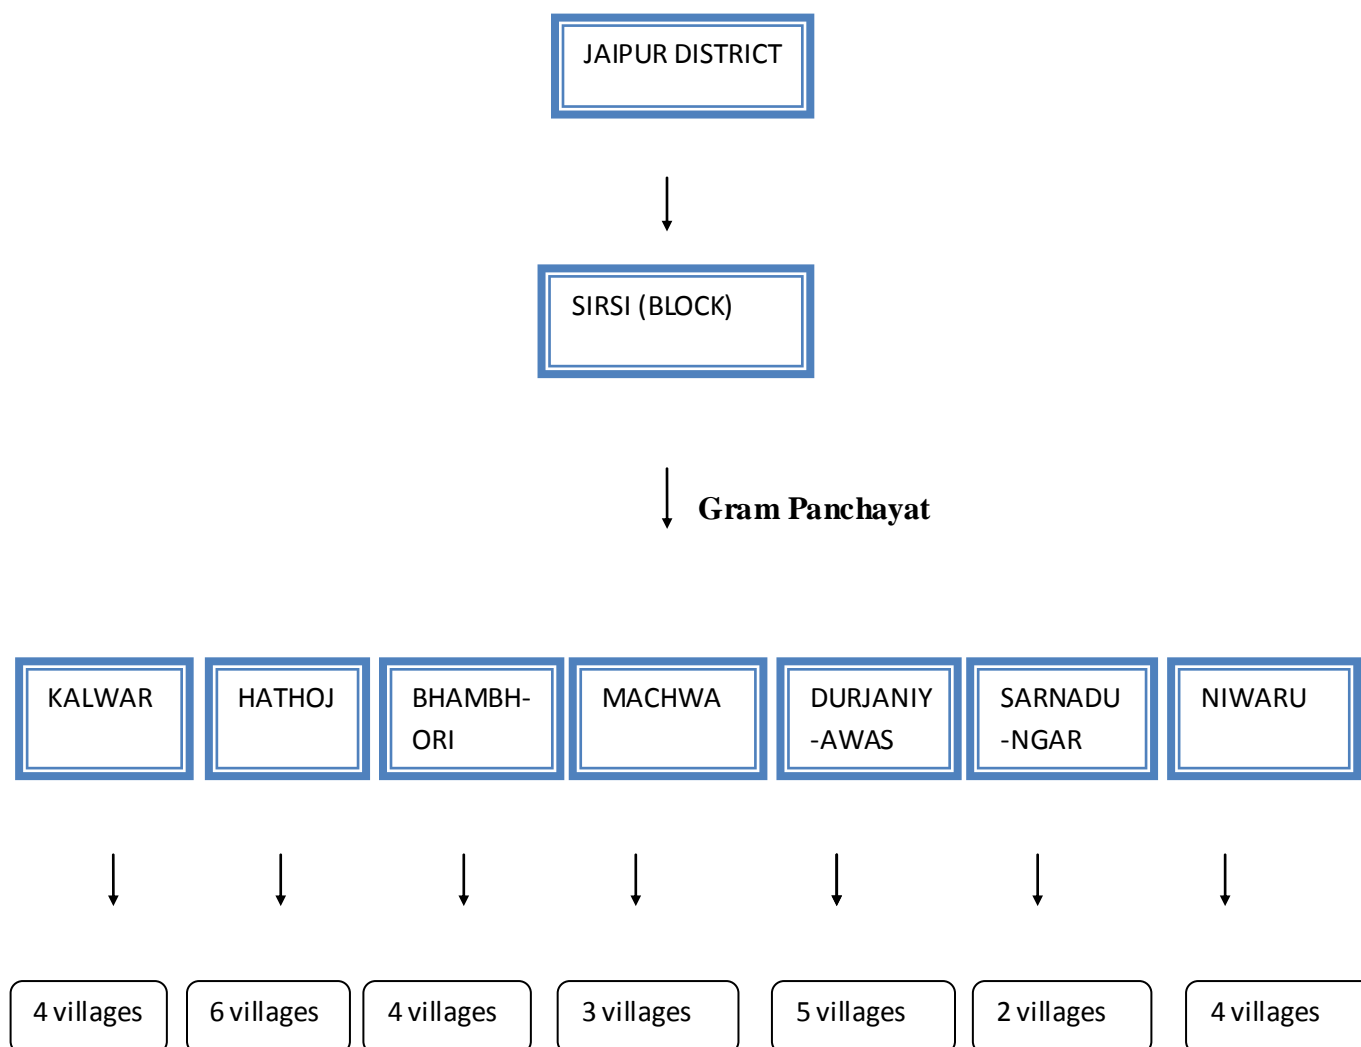 JAIPUR DISTRICT
SIRSI (BLOCK)
Gram Panchayat
KALWAR
HATHOJ
BHAMBH-
ORI
MACHWA
DURJANIY
-AWAS
SARNADU
-NGAR
NIWARU
4 villages
6 villages
4 villages
3 villages
5 villages
2 villages
4 villages